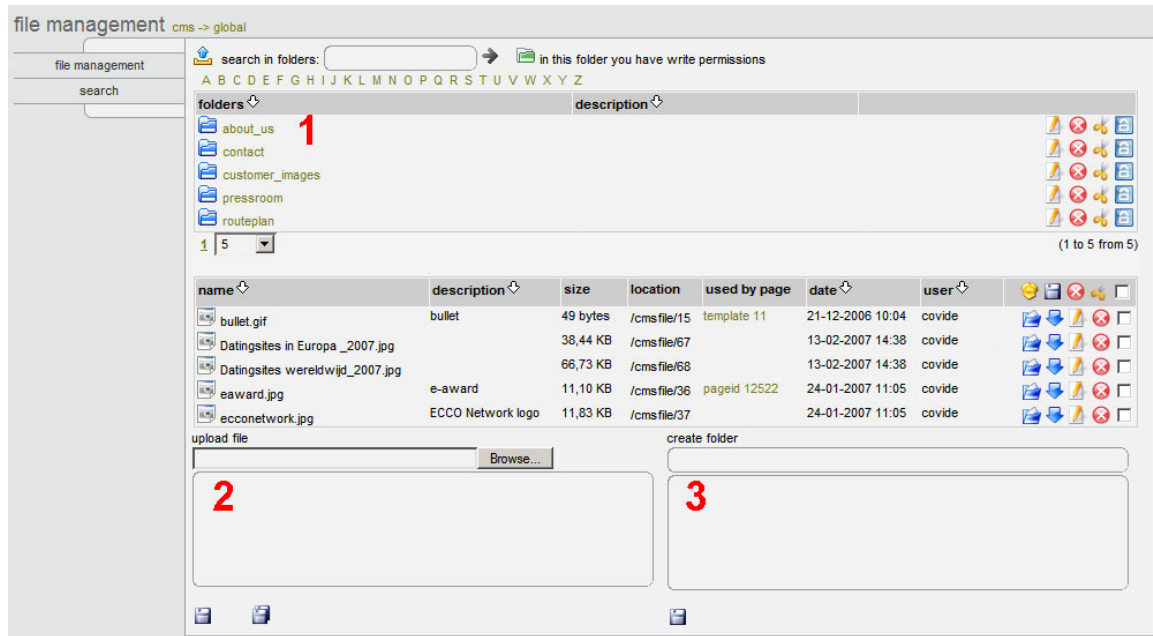 file management cms -> global
file management
search
search in folders: in this folder you have write permissions
A B C D E F G H I J K L M N O P Q R S T U V W X Y Z
folders description
about_us 1
contact
customer_images
pressroom
routeplan
1 5 (1 to 5 from 5)
name description size location used by page date user
bullet.gif bullet 49 bytes /cmsfile/15 template 11 21-12-2006 10:04 covide
Datingsites in Europa _2007.jpg 38,44 KB /cmsfile/67 13-02-2007 14:38 covide
Datingsites wereldwijd_2007.jpg 66,73 KB /cmsfile/68 13-02-2007 14:38 covide
eaward.jpg e-award 11,10 KB /cmsfile/36 pageid 12522 24-01-2007 11:05 covide
ecconetwork.jpg ECCO Network logo 11,83 KB /cmsfile/37 24-01-2007 11:05 covide
upload file create folder
Browse...
2 3